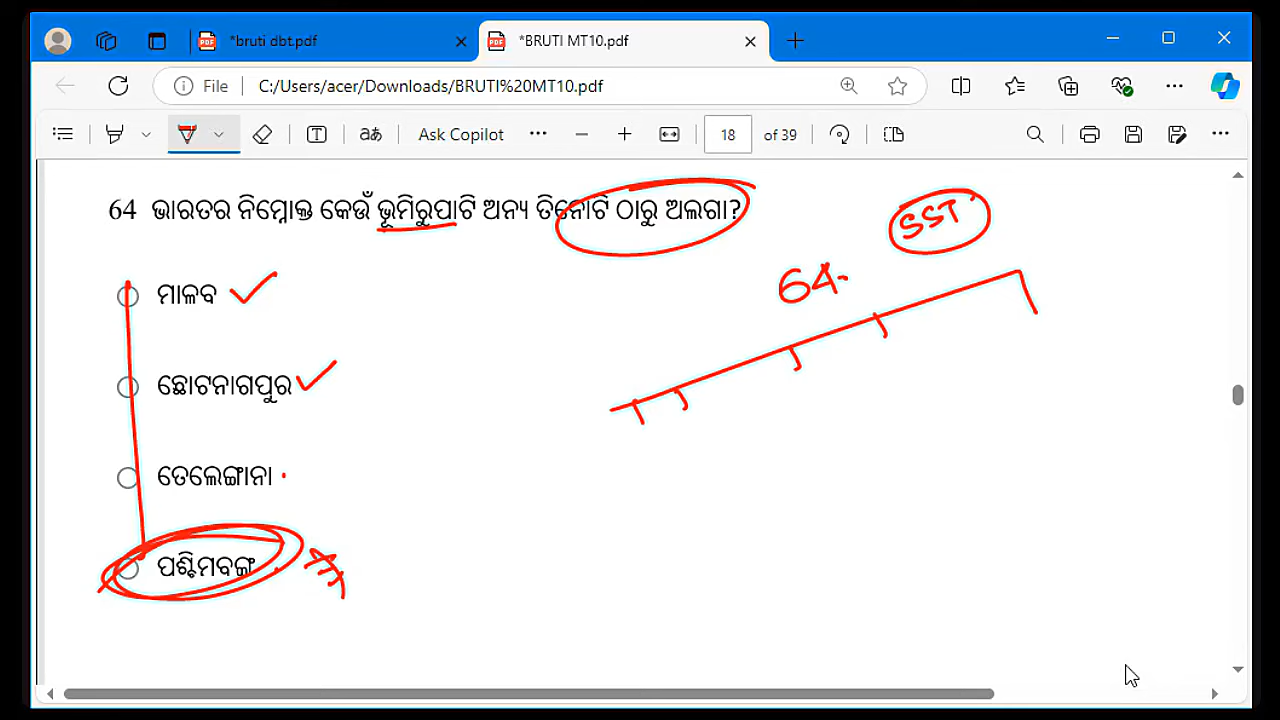 *bruti dbt.pdf
*BRUTI MT10.pdf
File C:/Users/acer/Downloads/BRUTI%20MT10.pdf
Ask Copilot 18 of 39
64 ଭାରତର ନିମ୍ନୋକ୍ତ କେଉଁ ଭୂମିରୁପାଟି ଅନ୍ୟ ତିନୋଟି ଠାରୁ ଅଲଗା?
SST
64.
ମାଳବ
ଛୋଟନାଗପୁର
ତେଲେଙ୍ଗାନା
ପଶ୍ଚିମବଙ୍ଗ